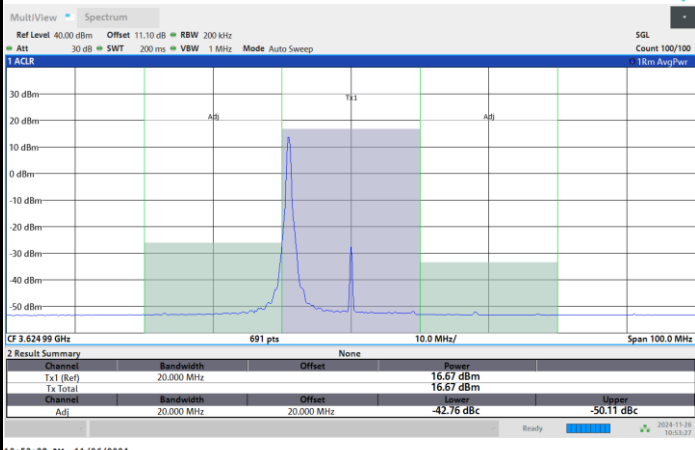 MultiView Spectrum
Ref Level 40.00 dBm Offset 11.10 dB RBW 200 kHz SGL
Att 30 dB SWT 200 ms VBW 1 MHz Mode Auto Sweep Count 100/100
1 ACLR 1Rm AvgPwr
30 dBm
Tx1
20 dBm Adj Adj
10 dBm
0 dBm
-10 dBm
-20 dBm
-30 dBm
-40 dBm
-50 dBm
CF 3.62499 GHz 691 pts 10.0 MHz/ Span 100.0 MHz
2 Result Summary None
Channel Bandwidth Offset Power
Tx1 (Ref) 20.000 MHz 16.67 dBm
Tx Total 16.67 dBm
Channel Bandwidth Offset Lower Upper
Adj 20.000 MHz 20.000 MHz -42.76 dBc -50.11 dBc
Ready 2024-11-26
10:53:27